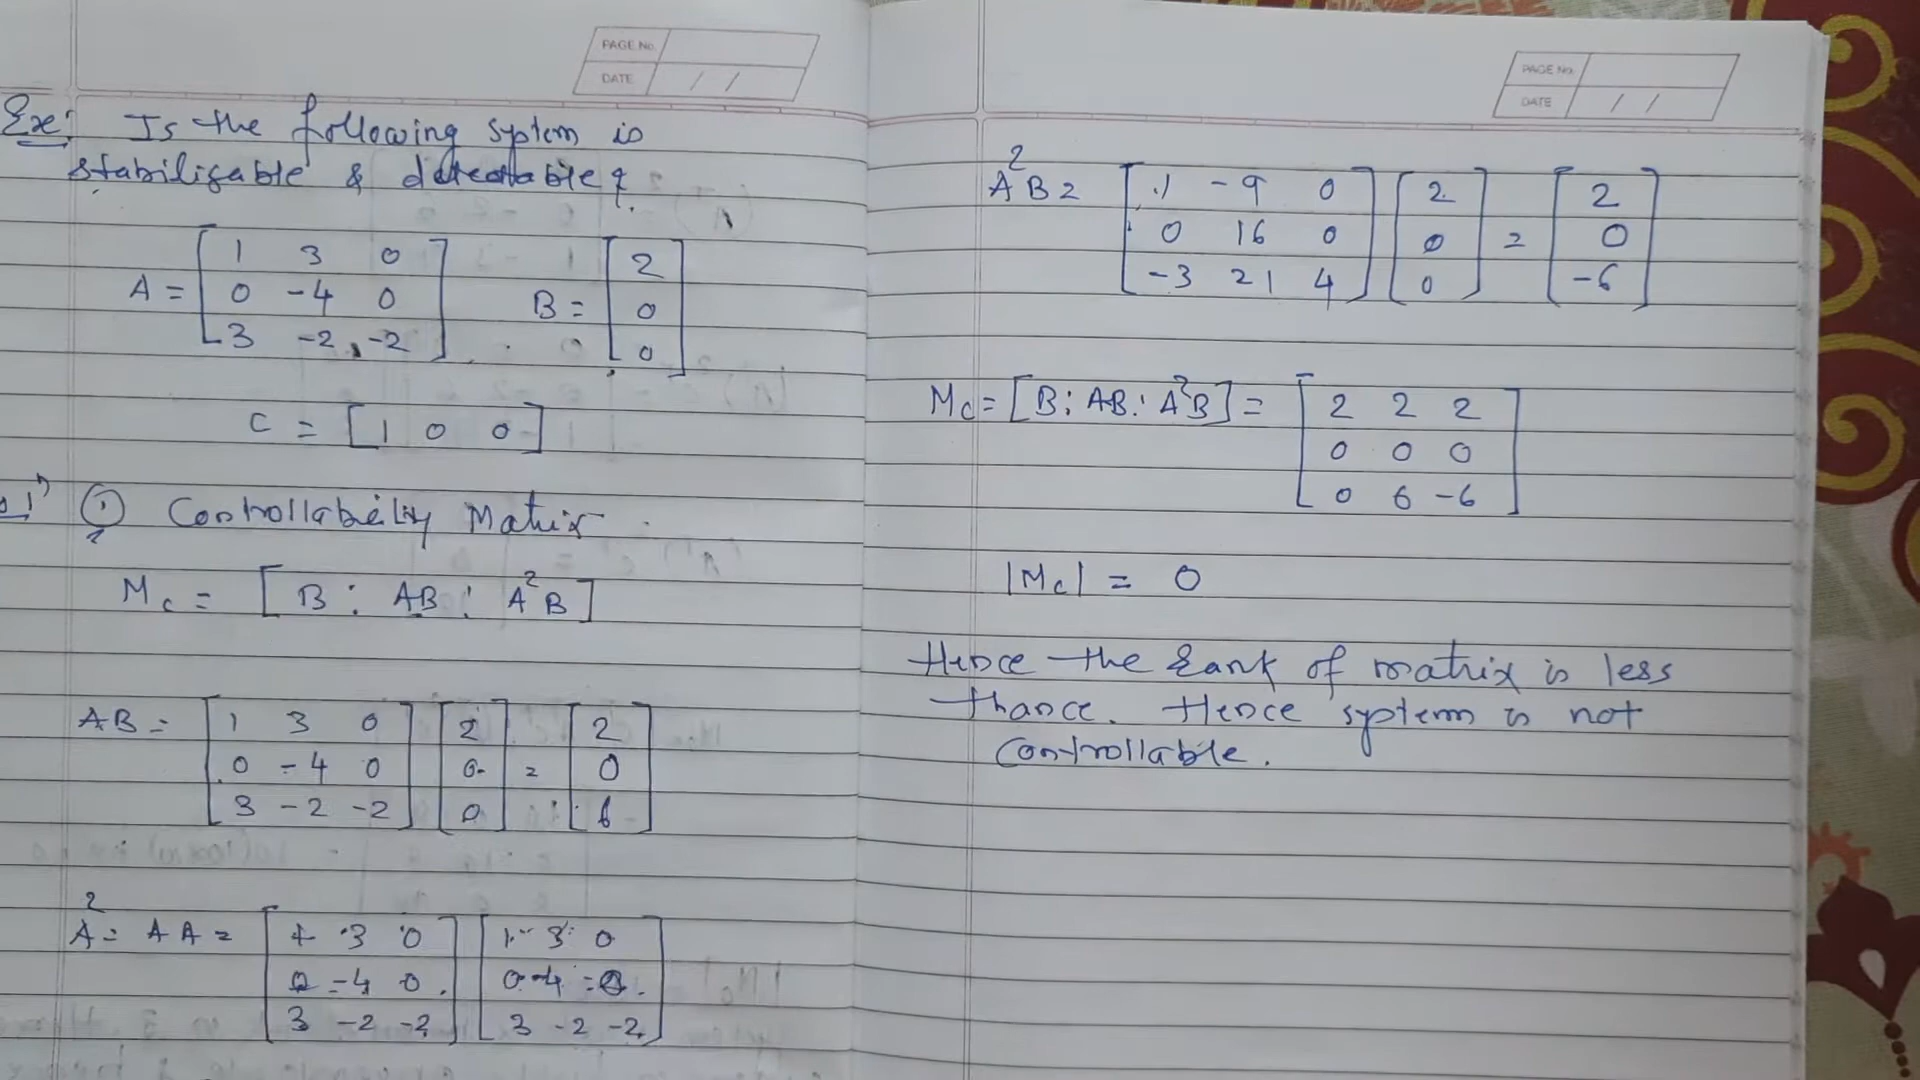 PAGE No.
DATE / /
Ex: Is the following system is
stabilizable & detectable?
A = [ 1 3 0
0 -4 0
3 -2 -2 ]
B = [ 2
0
0 ]
C = [ 1 0 0 ]
① Controllability Matrix
Mc = [ B : AB : A²B ]
AB = [ 1 3 0
0 -4 0
3 -2 -2 ] [ 2
0
0 ] = [ 2
0
6 ]
A² = A A = [ 1 3 0
0 -4 0
3 -2 -2 ] [ 1 3 0
0 -4 0
3 -2 -2 ]
PAGE No.
DATE / /
A²B = [ 1 -9 0
0 16 0
-3 21 4 ] [ 2
0
0 ] = [ 2
0
-6 ]
Mc = [ B : AB : A²B ] = [ 2 2 2
0 0 0
0 6 -6 ]
|Mc| = 0
Hence the rank of matrix is less
thance. Hence system is not
controllable.